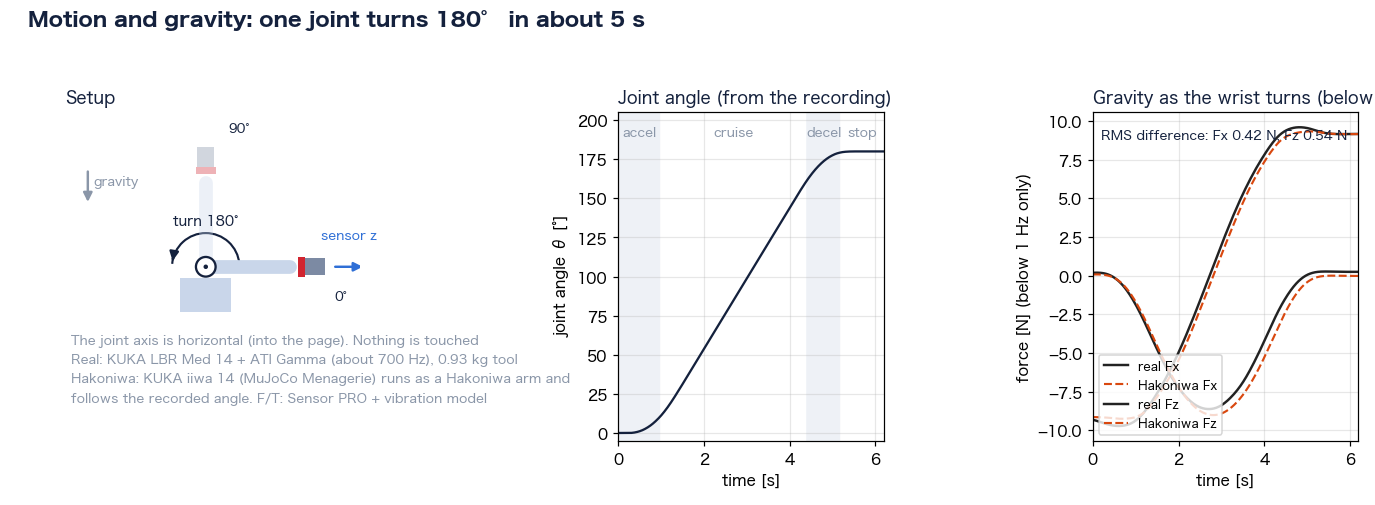 Motion and gravity: one joint turns 180° in about 5 s
Setup
90°
gravity
turn 180°
sensor z
0°
The joint axis is horizontal (into the page). Nothing is touched
Real: KUKA LBR Med 14 + ATI Gamma (about 700 Hz), 0.93 kg tool
Hakoniwa: KUKA iiwa 14 (MuJoCo Menagerie) runs as a Hakoniwa arm and
follows the recorded angle. F/T: Sensor PRO + vibration model
Joint angle (from the recording)
accel cruise decel stop
joint angle θ [°]
200
175
150
125
100
75
50
25
0
0 2 4 6
time [s]
Gravity as the wrist turns (below
RMS difference: Fx 0.42 N, Fz 0.54 N
force [N] (below 1 Hz only)
10.0
7.5
5.0
2.5
0.0
−2.5
−5.0
−7.5
−10.0
real Fx
Hakoniwa Fx
real Fz
Hakoniwa Fz
0 2 4 6
time [s]